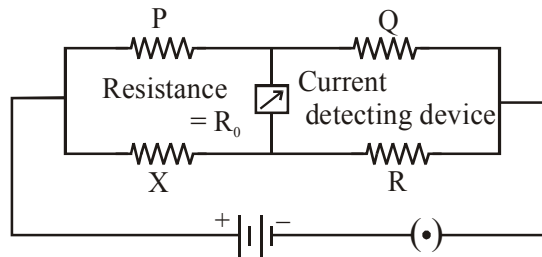 P
Q
Resistance
= R₀
Current
detecting device
X
R
+
−